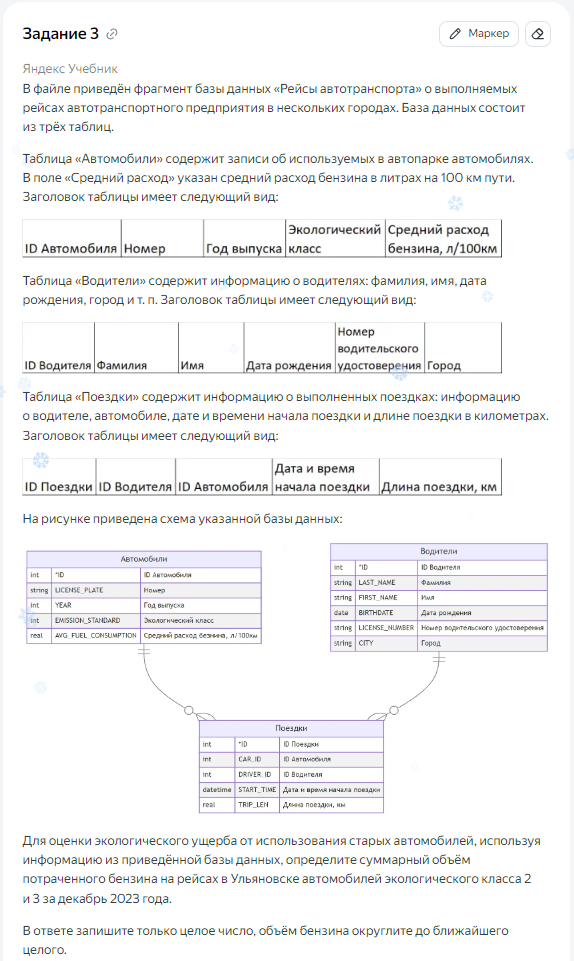 Задание 3
Маркер
Яндекс Учебник
В файле приведён фрагмент базы данных «Рейсы автотранспорта» о выполняемых
рейсах автотранспортного предприятия в нескольких городах. База данных состоит
из трёх таблиц.
Таблица «Автомобили» содержит записи об используемых в автопарке автомобилях.
В поле «Средний расход» указан средний расход бензина в литрах на 100 км пути.
Заголовок таблицы имеет следующий вид:
ID Автомобиля Номер Год выпуска Экологический класс Средний расход бензина, л/100км
Таблица «Водители» содержит информацию о водителях: фамилия, имя, дата
рождения, город и т. п. Заголовок таблицы имеет следующий вид:
ID Водителя Фамилия Имя Дата рождения Номер водительского удостоверения Город
Таблица «Поездки» содержит информацию о выполненных поездках: информацию
о водителе, автомобиле, дате и времени начала поездки и длине поездки в километрах.
Заголовок таблицы имеет следующий вид:
ID Поездки ID Водителя ID Автомобиля Дата и время начала поездки Длина поездки, км
На рисунке приведена схема указанной базы данных:
Автомобили
int *ID ID Автомобиля
string LICENSE_PLATE Номер
int YEAR Год выпуска
int EMISSION_STANDARD Экологический класс
real AVG_FUEL_CONSUMPTION Средний расход бензина, л/100км
Водители
int *ID ID Водителя
string LAST_NAME Фамилия
string FIRST_NAME Имя
date BIRTHDATE Дата рождения
string LICENSE_NUMBER Номер водительского удостоверения
string CITY Город
Поездки
int *ID ID Поездки
int CAR_ID ID Автомобиля
int DRIVER_ID ID Водителя
datetime START_TIME Дата и время начала поездки
real TRIP_LEN Длина поездки, км
Для оценки экологического ущерба от использования старых автомобилей, используя
информацию из приведённой базы данных, определите суммарный объём
потраченного бензина на рейсах в Ульяновске автомобилей экологического класса 2
и 3 за декабрь 2023 года.
В ответе запишите только целое число, объём бензина округлите до ближайшего
целого.